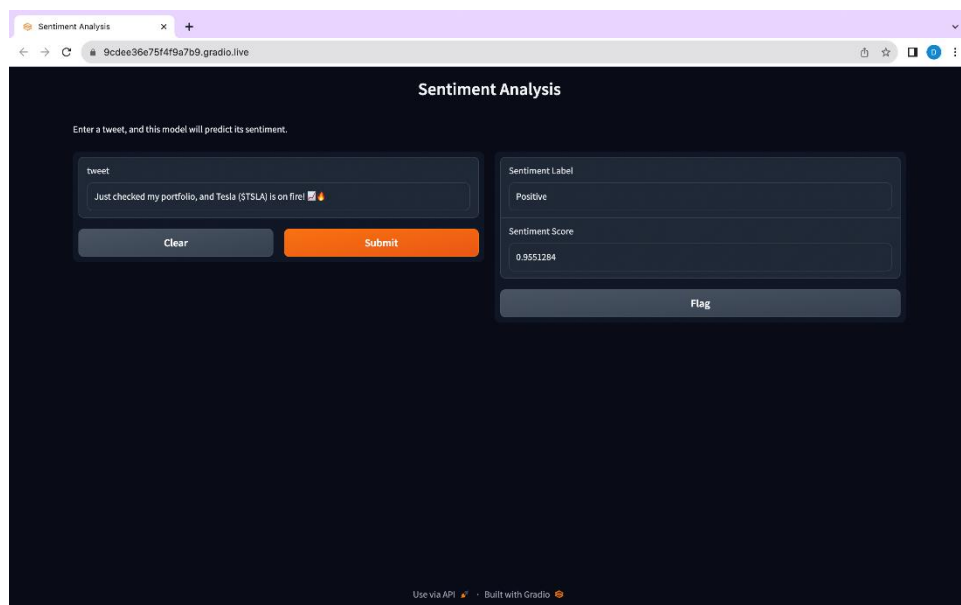 Sentiment Analysis
9cdee36e75f4f9a7b9.gradio.live
D
Sentiment Analysis
Enter a tweet, and this model will predict its sentiment.
tweet
Just checked my portfolio, and Tesla ($TSLA) is on fire! 📈🔥
Clear
Submit
Sentiment Label
Positive
Sentiment Score
0.9551284
Flag
Use via API 🚀 · Built with Gradio